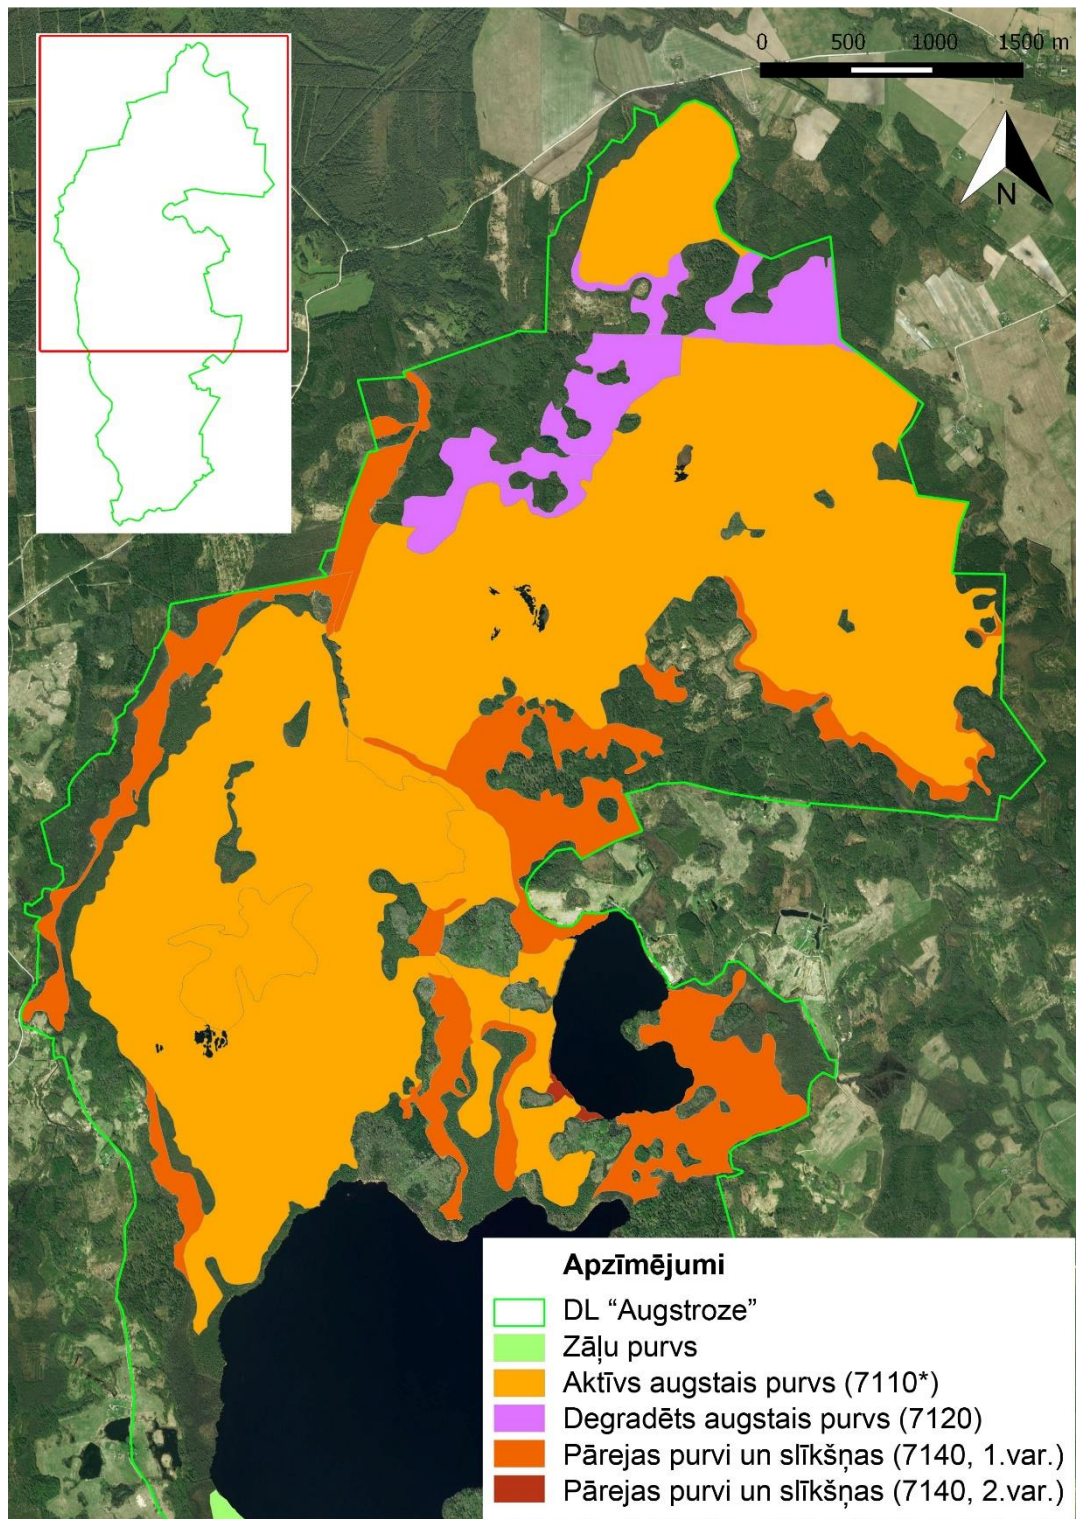 0 500 1000 1500 m
N
Apzīmējumi
DL "Augstroze"
Zāļu purvs
Aktīvs augstais purvs (7110*)
Degradēts augstais purvs (7120)
Pārejas purvi un slīkšņas (7140, 1.var.)
Pārejas purvi un slīkšņas (7140, 2.var.)